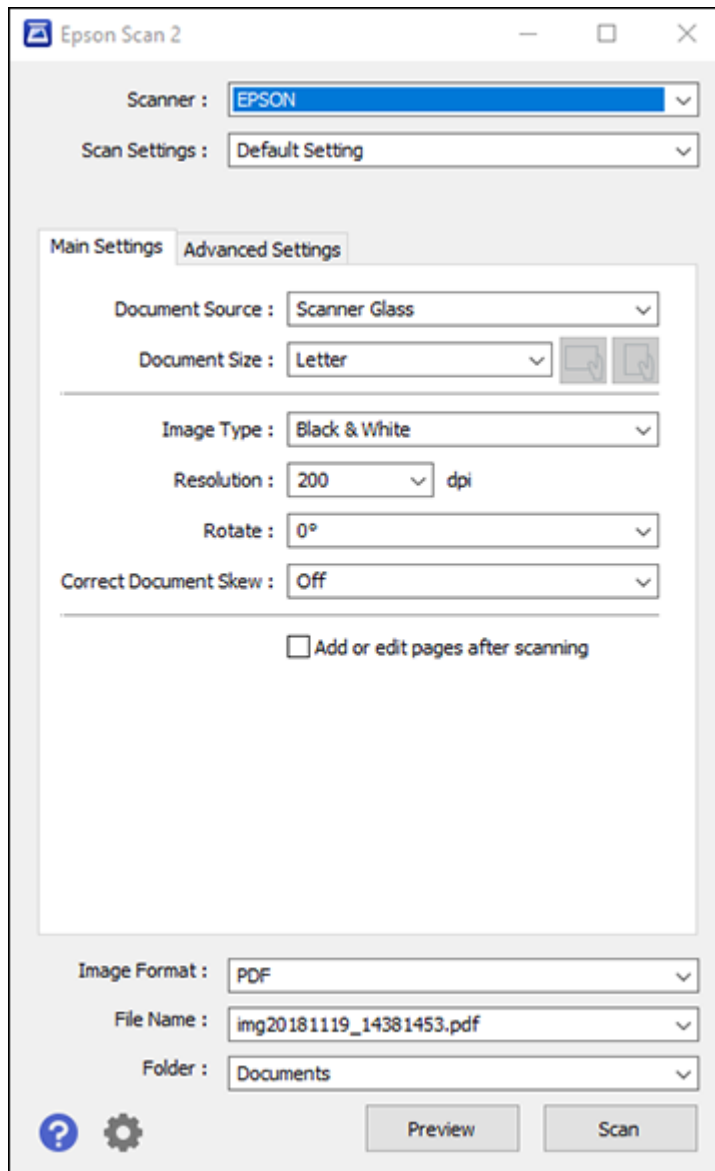 Epson Scan 2
Scanner : EPSON
Scan Settings : Default Setting
Main Settings Advanced Settings
Document Source : Scanner Glass
Document Size : Letter
Image Type : Black & White
Resolution : 200 dpi
Rotate : 0°
Correct Document Skew : Off
Add or edit pages after scanning
Image Format : PDF
File Name : img20181119_14381453.pdf
Folder : Documents
? Preview Scan